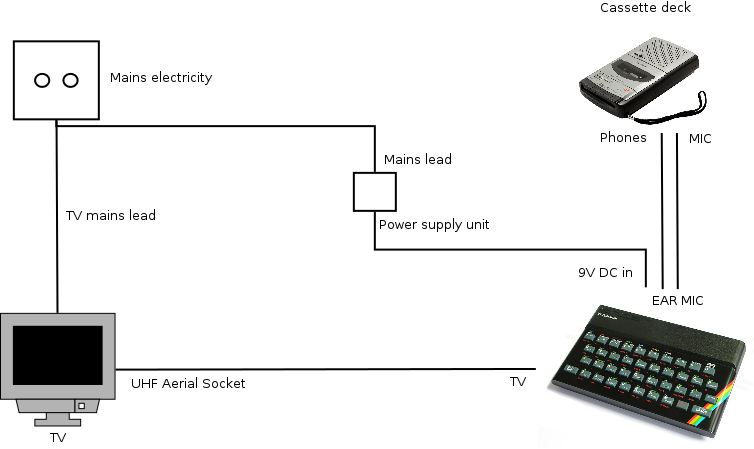 Cassette deck
Mains electricity
Phones
MIC
Mains lead
TV mains lead
Power supply unit
9V DC in
EAR MIC
UHF Aerial Socket
TV
TV